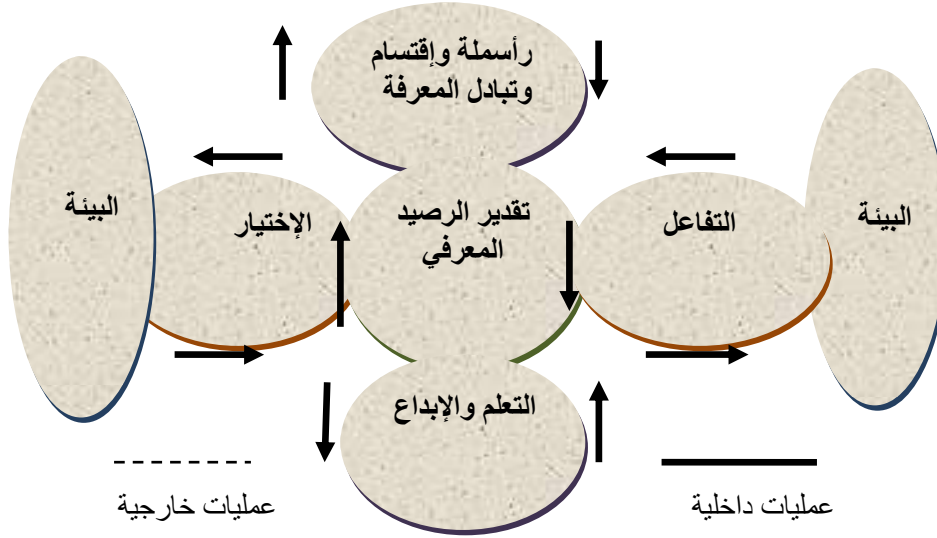 رأسملة وإقتسام
وتبادل المعرفة
البيئة
التفاعل
تقدير الرصيد
المعرفي
الإختيار
البيئة
التعلم والإبداع
عمليات داخلية
عمليات خارجية